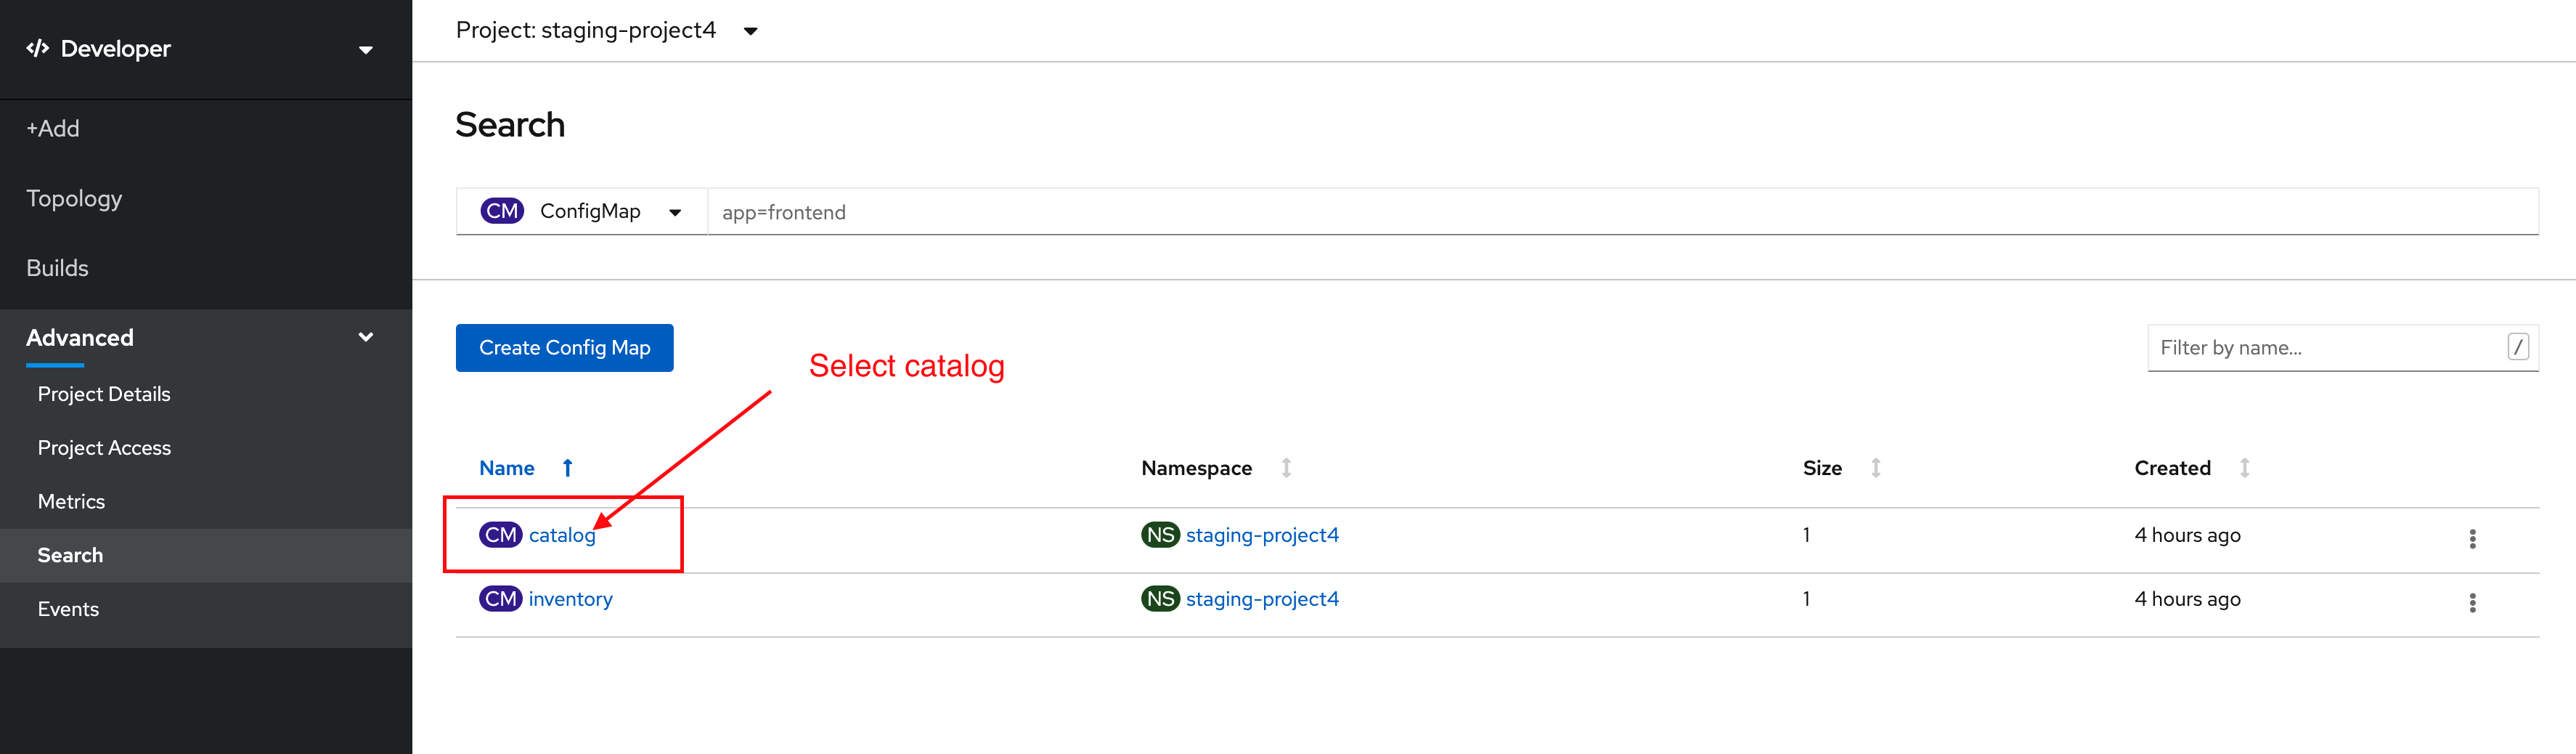 Developer
+Add
Topology
Builds
Advanced
Project Details
Project Access
Metrics
Search
Events
Project: staging-project4
Search
CM ConfigMap app=frontend
Create Config Map
Select catalog
Filter by name... /
Name Namespace Size Created
CM catalog NS staging-project4 1 4 hours ago
CM inventory NS staging-project4 1 4 hours ago